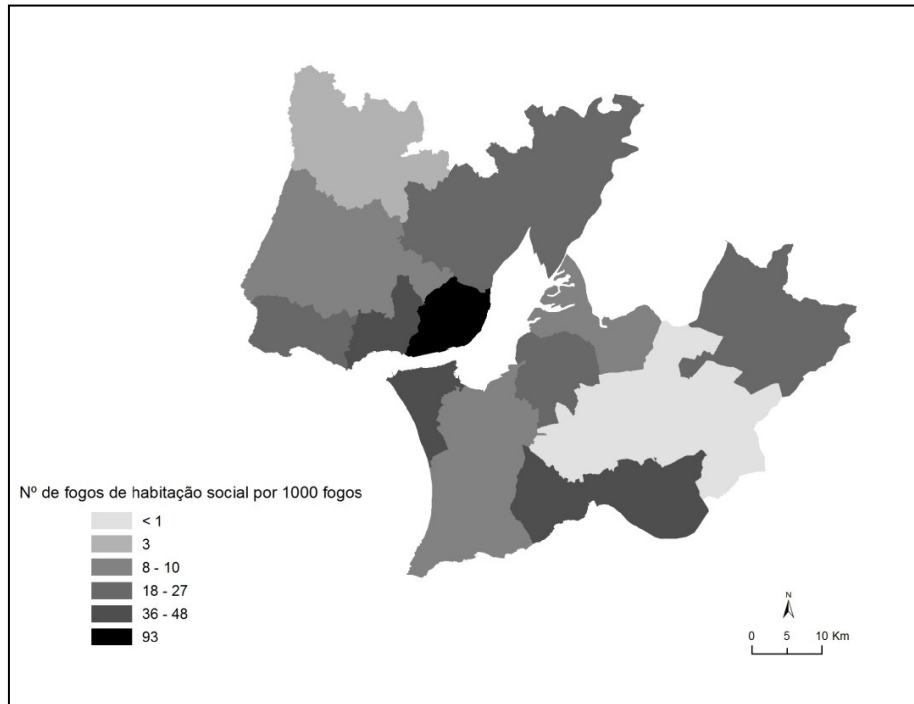 Nº de fogos de habitação social por 1000 fogos
< 1
3
8 - 10
18 - 27
36 - 48
93
N
0 5 10 Km